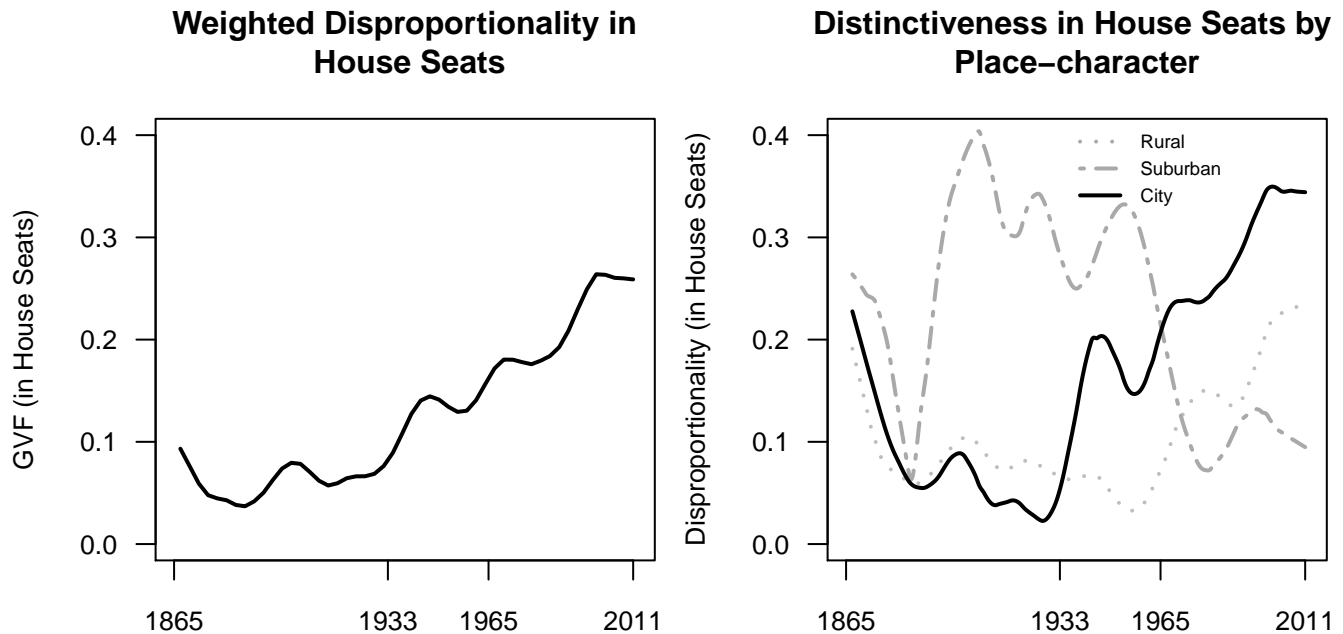 Weighted Disproportionality in
House Seats
GVF (in House Seats)
0.4
0.3
0.2
0.1
0.0
1865
1933
1965
2011
Distinctiveness in House Seats by
Place−character
Disproportionality (in House Seats)
0.4
0.3
0.2
0.1
0.0
Rural
Suburban
City
1865
1933
1965
2011